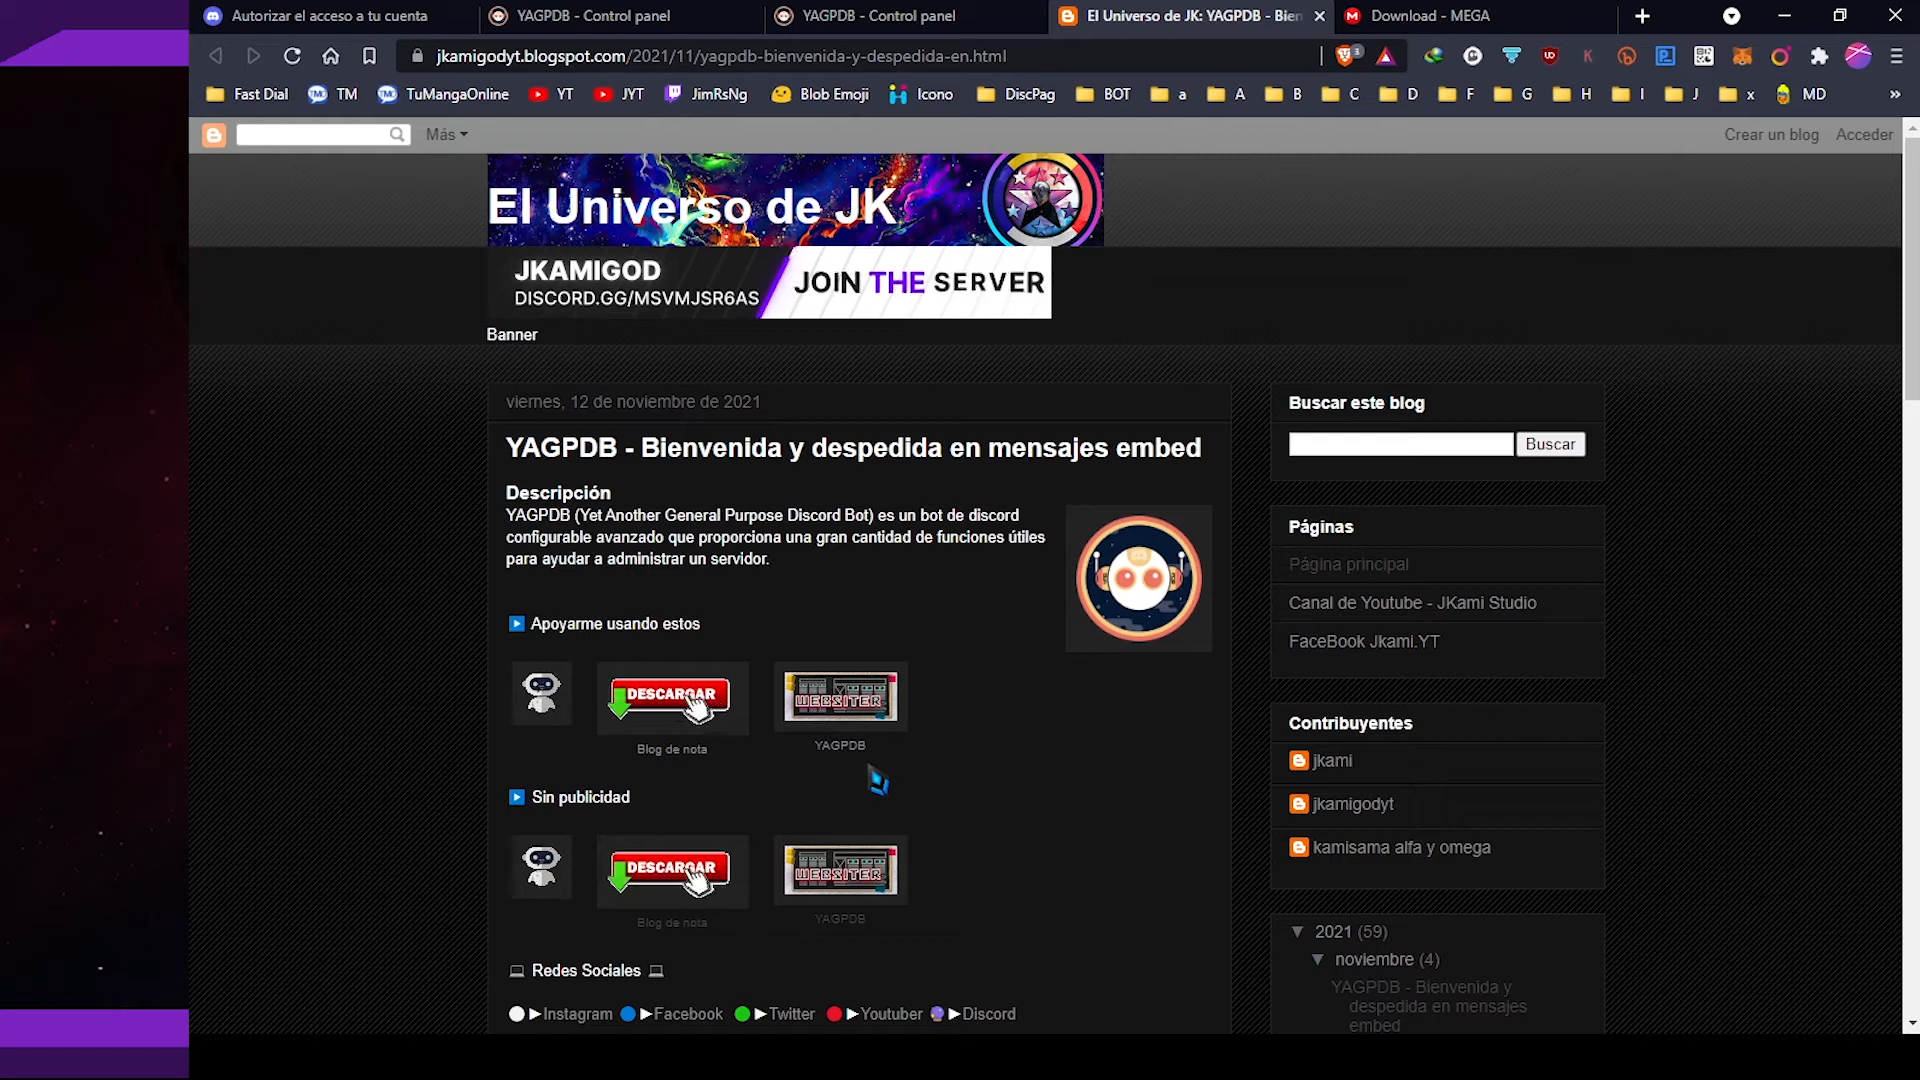 Autorizar el acceso a tu cuenta
YAGPDB - Control panel
YAGPDB - Control panel
El Universo de JK: YAGPDB - Bien
Download - MEGA
jkamigodyt.blogspot.com/2021/11/yagpdb-bienvenida-y-despedida-en.html
Fast Dial TM TuMangaOnline YT JYT JimRsNg Blob Emoji Icono DiscPag BOT a A B C D F G H I J x MD »
Más
Crear un blog Acceder
El Universo de JK
JKAMIGOD
DISCORD.GG/MSVMJSR6AS
JOIN THE SERVER
Banner
viernes, 12 de noviembre de 2021
YAGPDB - Bienvenida y despedida en mensajes embed
Descripción
YAGPDB (Yet Another General Purpose Discord Bot) es un bot de discord
configurable avanzado que proporciona una gran cantidad de funciones útiles
para ayudar a administrar un servidor.
Apoyarme usando estos
DESCARGAR
WEBSITER
Blog de nota
YAGPDB
Sin publicidad
DESCARGAR
WEBSITER
Blog de nota
YAGPDB
Redes Sociales
Instagram Facebook Twitter Youtuber Discord
Buscar este blog
Buscar
Páginas
Página principal
Canal de Youtube - JKami Studio
FaceBook Jkami.YT
Contribuyentes
jkami
jkamigodyt
kamisama alfa y omega
▼ 2021 (59)
▼ noviembre (4)
YAGPDB - Bienvenida y
despedida en mensajes
embed